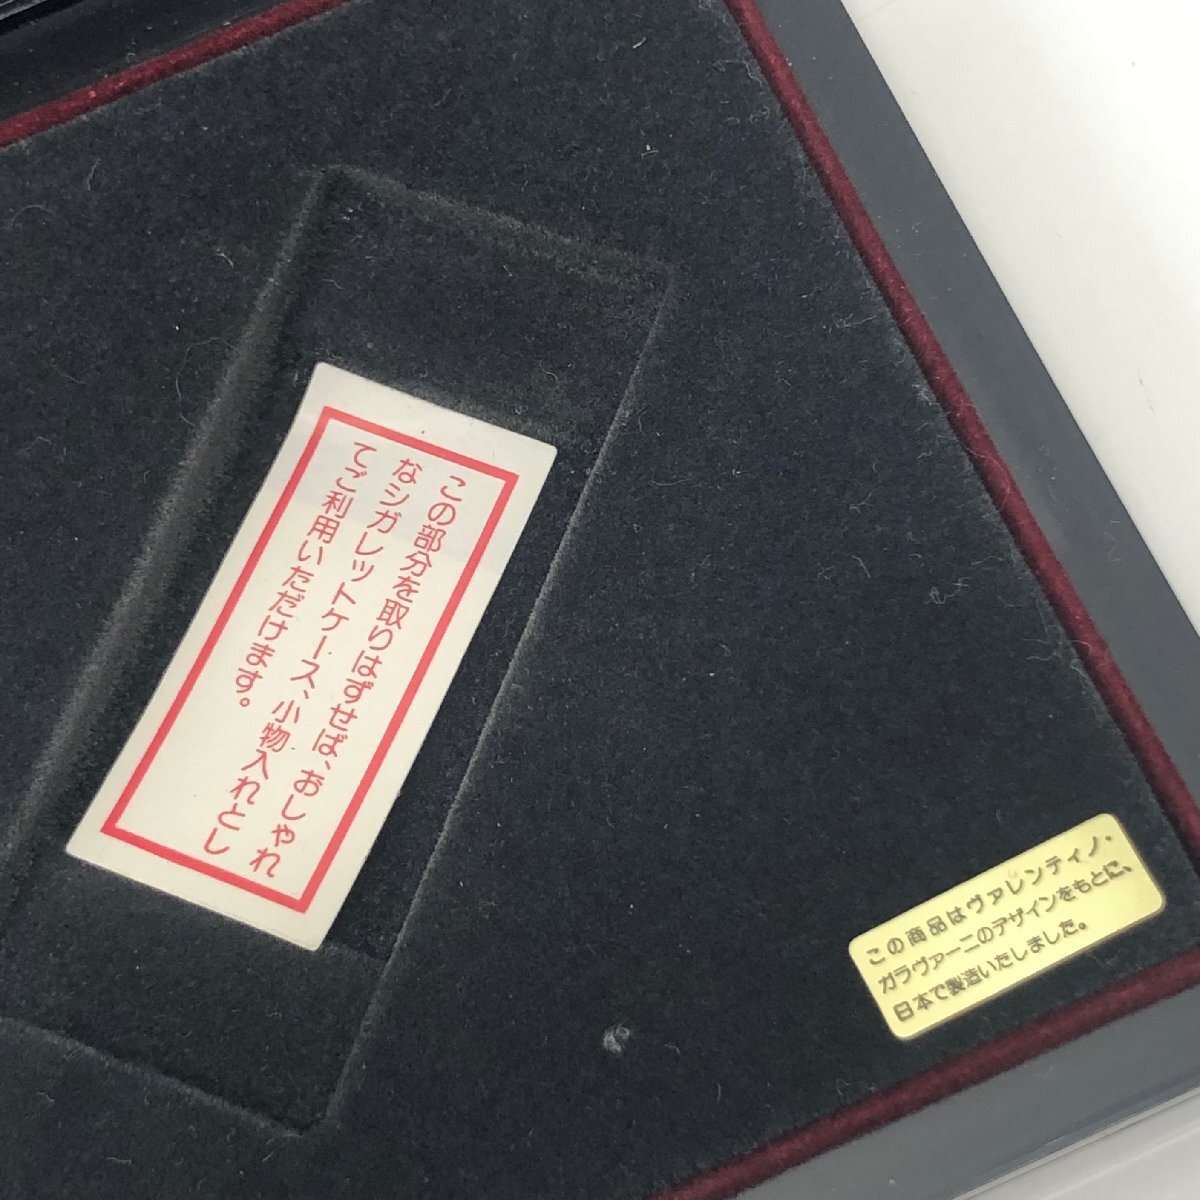 この部分を取りはずせば、おしゃれ
なシガレットケース、小物入れとし
てご利用いただけます。
この商品はヴァレンティノ・
ガラヴァーニのデザインをもとに、
日本で製造いたしました。